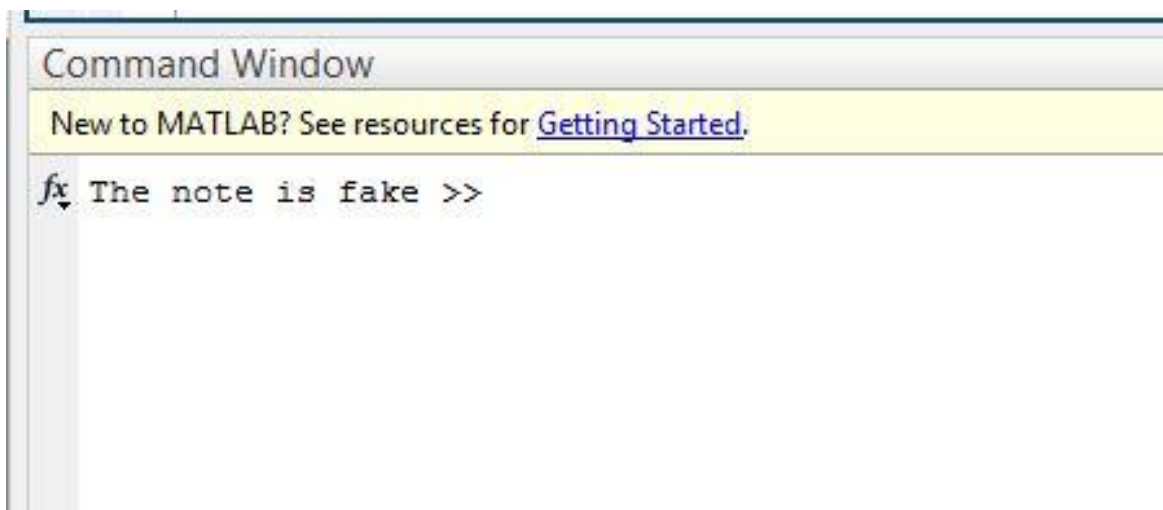 Command Window
New to MATLAB? See resources for Getting Started.
fx The note is fake >>